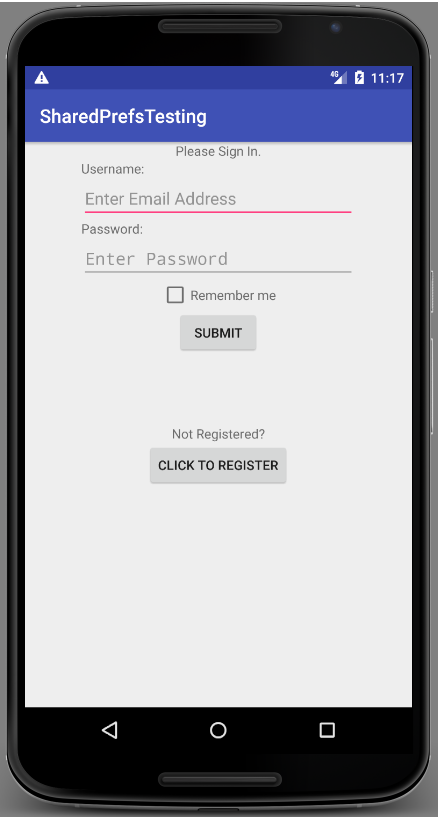 4G 11:17
SharedPrefsTesting
Please Sign In.
Username:
Enter Email Address
Password:
Enter Password
Remember me
SUBMIT
Not Registered?
CLICK TO REGISTER